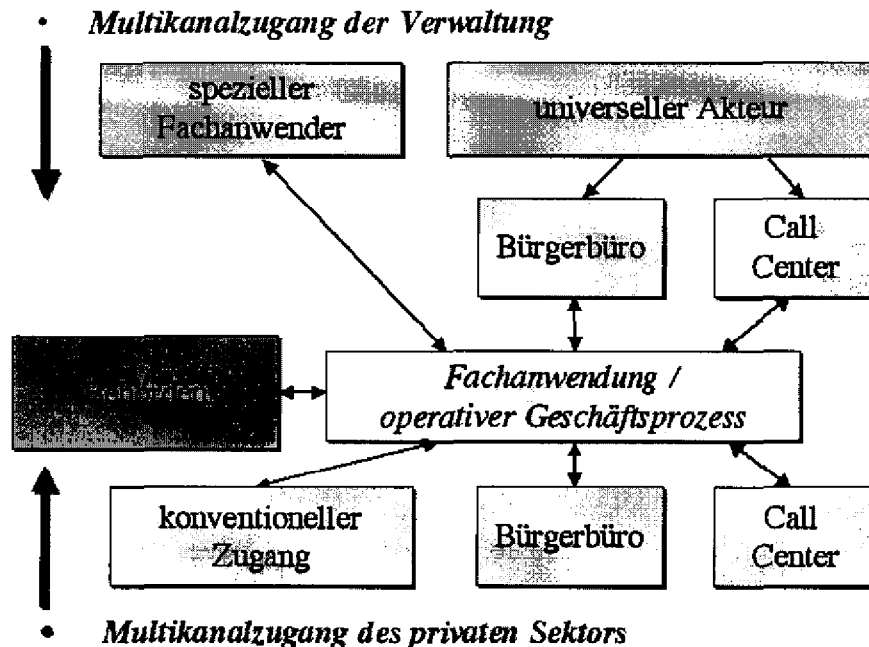 • Multikanalzugang der Verwaltung
spezieller
Fachanwender
universeller Akteur
Bürgerbüro
Call
Center
Fachanwendung /
operativer Geschäftsprozess
konventioneller
Zugang
Bürgerbüro
Call
Center
• Multikanalzugang des privaten Sektors